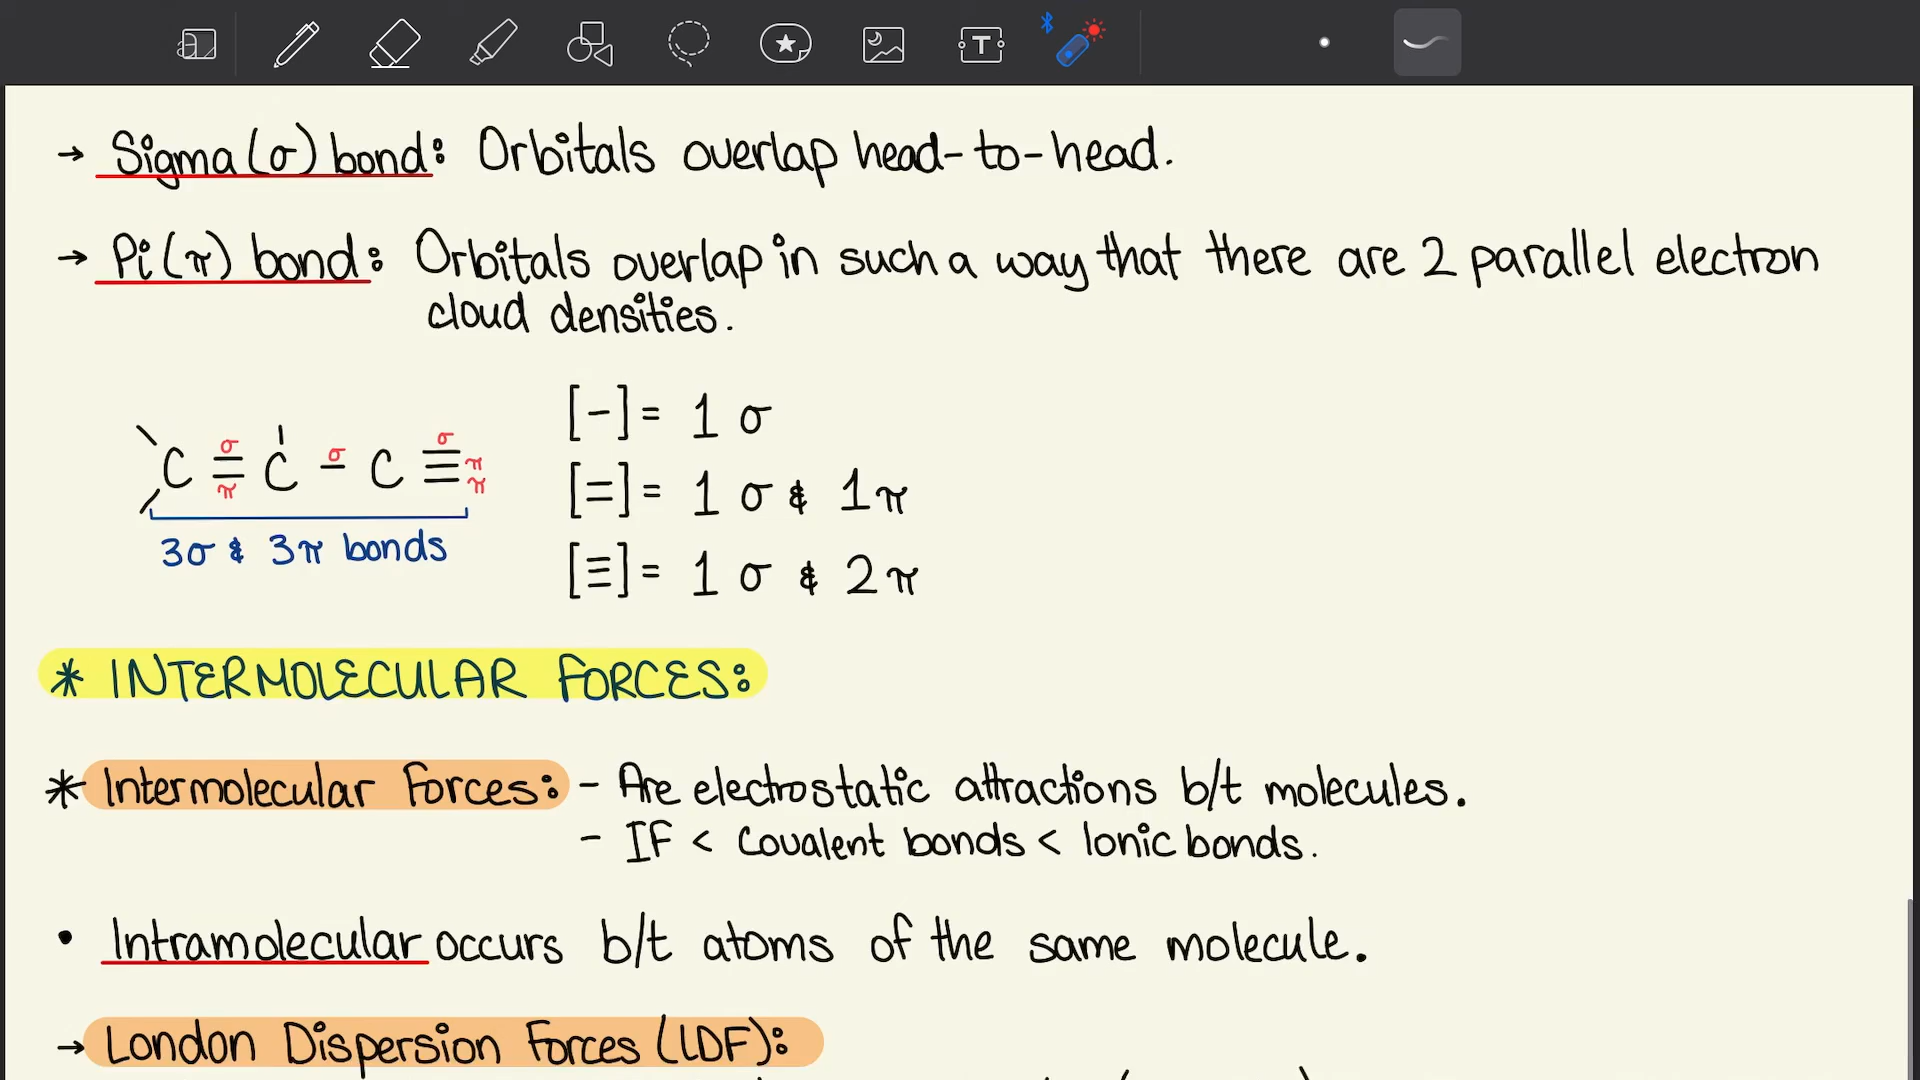 → Sigma (σ) bond: Orbitals overlap head-to-head.
→ Pi (π) bond: Orbitals overlap in such a way that there are 2 parallel electron
cloud densities.
[-] = 1 σ
σ σ σ
C = C - C ≡ π
π π
[=] = 1 σ & 1π
3σ & 3π bonds
[≡] = 1 σ & 2π
* INTERMOLECULAR FORCES:
* Intermolecular Forces: - Are electrostatic attractions b/t molecules.
- IF < Covalent bonds < Ionic bonds.
• Intramolecular occurs b/t atoms of the same molecule.
→ London Dispersion Forces (LDF):